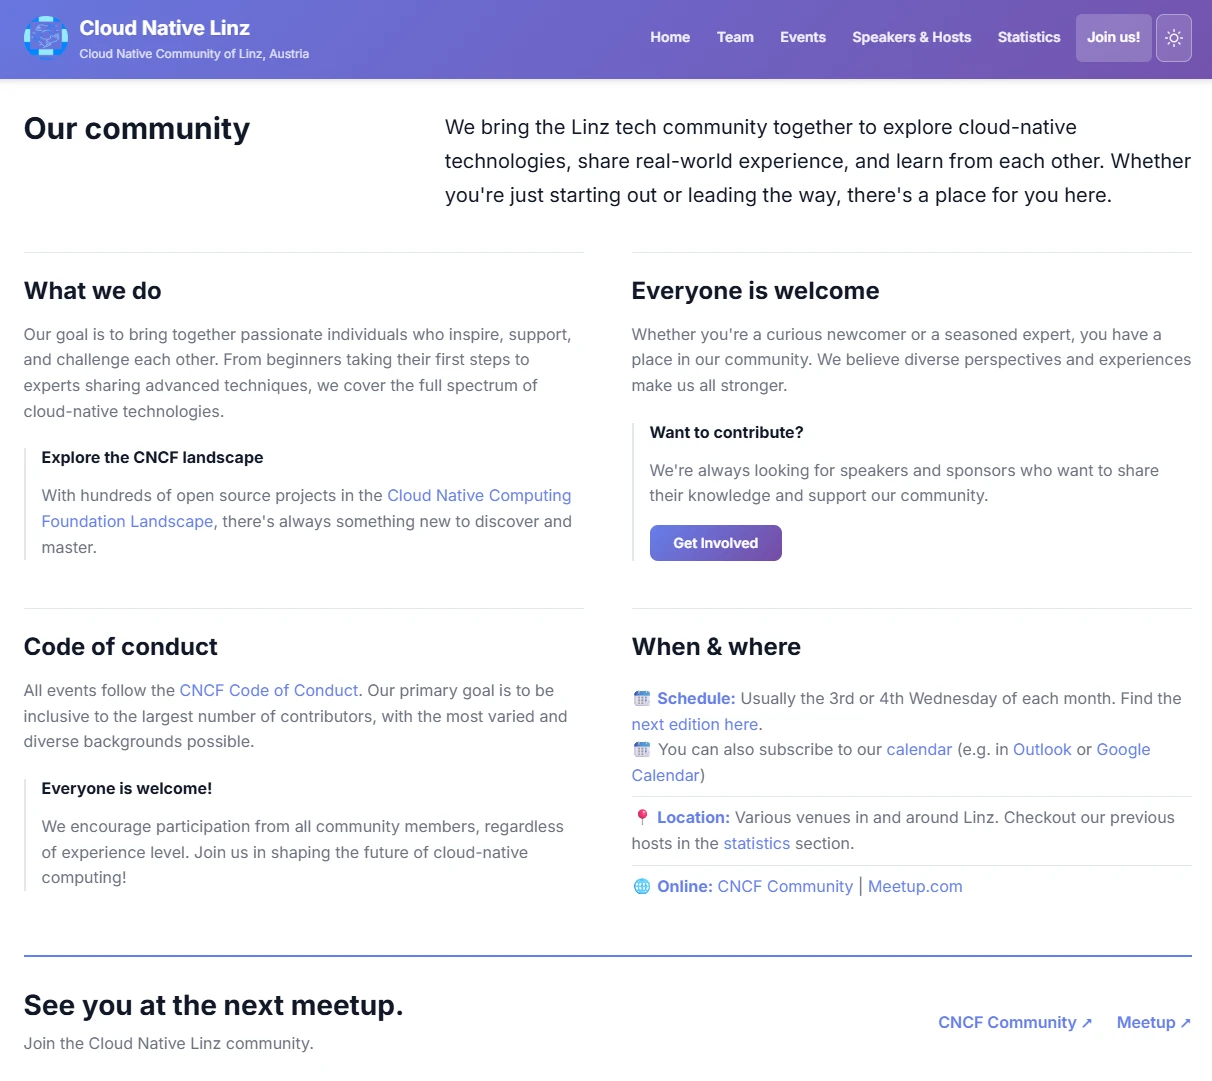 Cloud Native Linz
Cloud Native Community of Linz, Austria
Home
Team
Events
Speakers & Hosts
Statistics
Join us!
Our community
We bring the Linz tech community together to explore cloud-native
technologies, share real-world experience, and learn from each other. Whether
you're just starting out or leading the way, there's a place for you here.
What we do
Our goal is to bring together passionate individuals who inspire, support,
and challenge each other. From beginners taking their first steps to
experts sharing advanced techniques, we cover the full spectrum of
cloud-native technologies.
Explore the CNCF landscape
With hundreds of open source projects in the Cloud Native Computing
Foundation Landscape, there's always something new to discover and
master.
Everyone is welcome
Whether you're a curious newcomer or a seasoned expert, you have a
place in our community. We believe diverse perspectives and experiences
make us all stronger.
Want to contribute?
We're always looking for speakers and sponsors who want to share
their knowledge and support our community.
Get Involved
Code of conduct
All events follow the CNCF Code of Conduct. Our primary goal is to be
inclusive to the largest number of contributors, with the most varied and
diverse backgrounds possible.
Everyone is welcome!
We encourage participation from all community members, regardless
of experience level. Join us in shaping the future of cloud-native
computing!
When & where
🗓️ Schedule: Usually the 3rd or 4th Wednesday of each month. Find the
next edition here.
🗓️ You can also subscribe to our calendar (e.g. in Outlook or Google
Calendar)
📍 Location: Various venues in and around Linz. Checkout our previous
hosts in the statistics section.
🌐 Online: CNCF Community | Meetup.com
See you at the next meetup.
Join the Cloud Native Linz community.
CNCF Community ↗
Meetup ↗